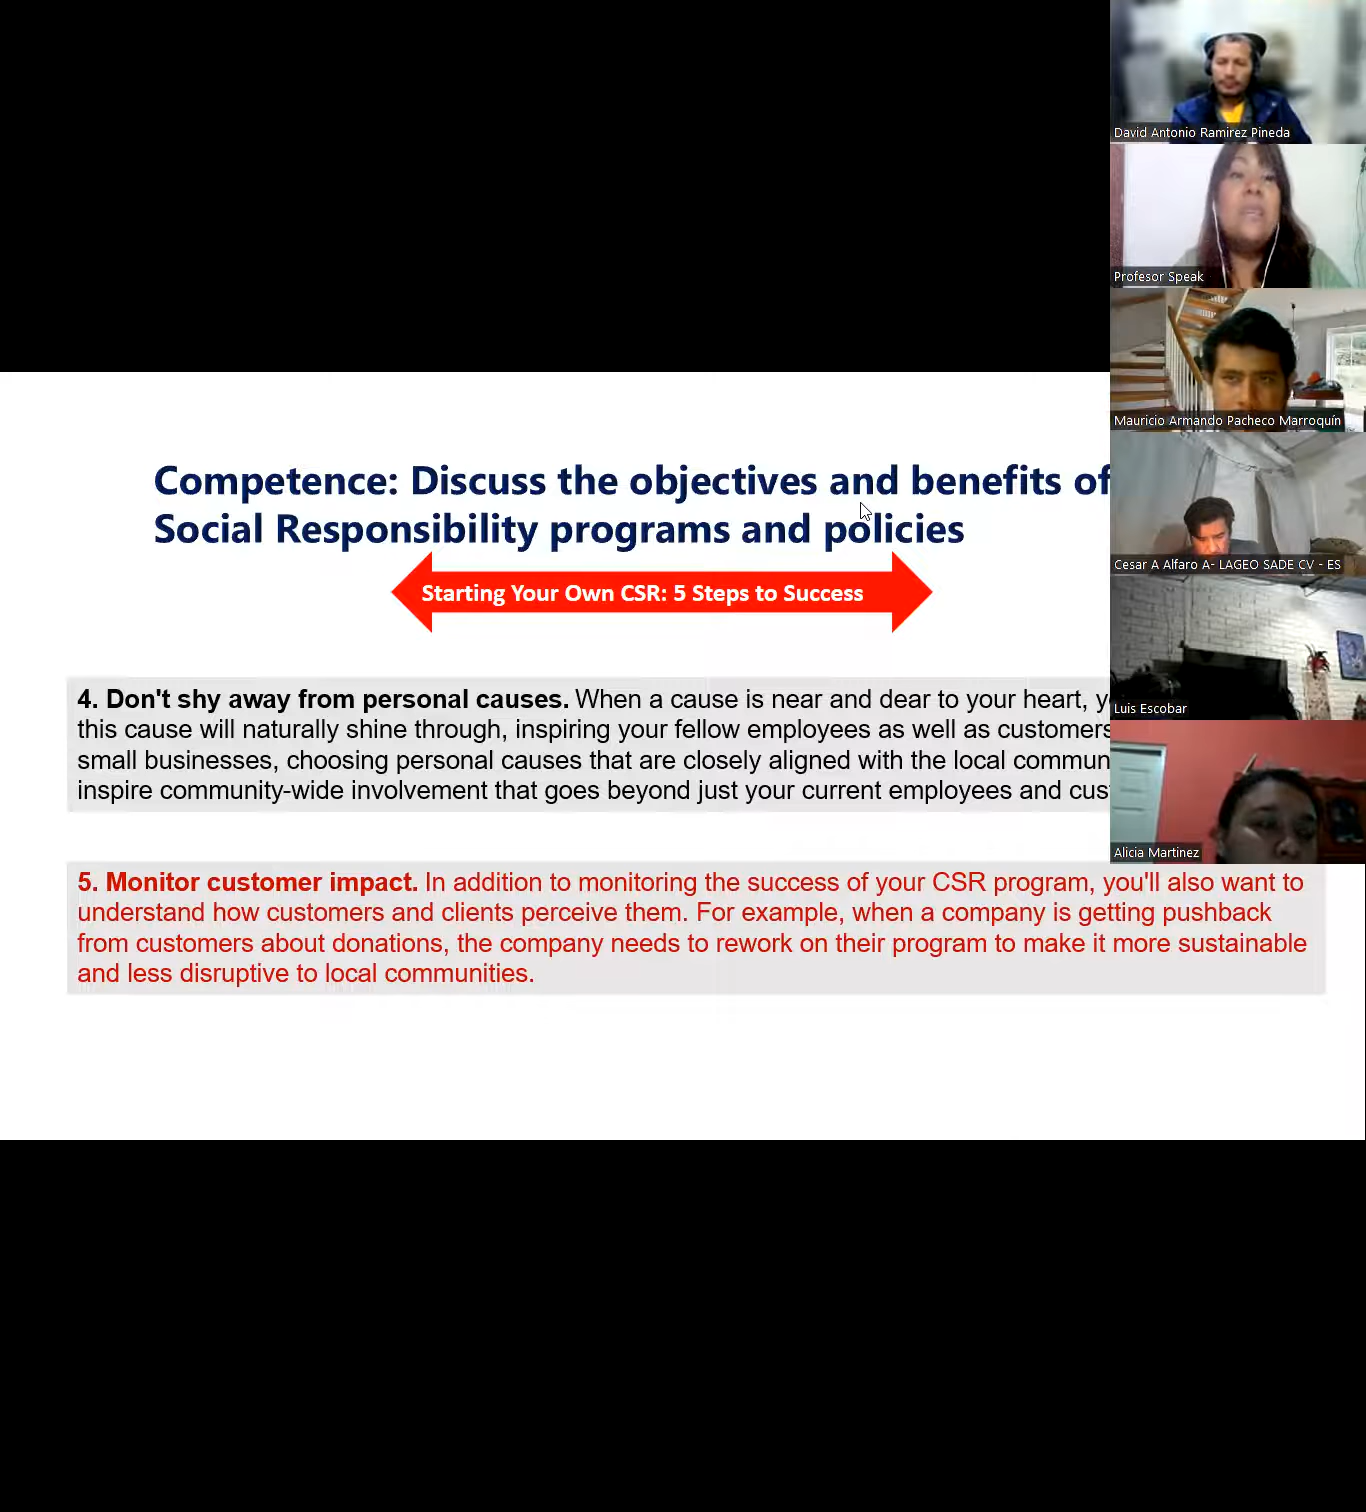 Competence: Discuss the objectives and benefits of
Social Responsibility programs and policies
Starting Your Own CSR: 5 Steps to Success
4. Don't shy away from personal causes. When a cause is near and dear to your heart,
this cause will naturally shine through, inspiring your fellow employees as well as customers
small businesses, choosing personal causes that are closely aligned with the local
inspire community-wide involvement that goes beyond just your current employees and
5. Monitor customer impact. In addition to monitoring the success of your CSR program, you'll also want to
understand how customers and clients perceive them. For example, when a company is getting pushback
from customers about donations, the company needs to rework on their program to make it more sustainable
and less disruptive to local communities.
David Antonio Ramirez Pineda
Profesor Speak
Mauricio Armando Pacheco Marroquín
Cesar A Alfaro A- LAGEO SADE CV - ES
Luis Escobar
Alicia Martinez